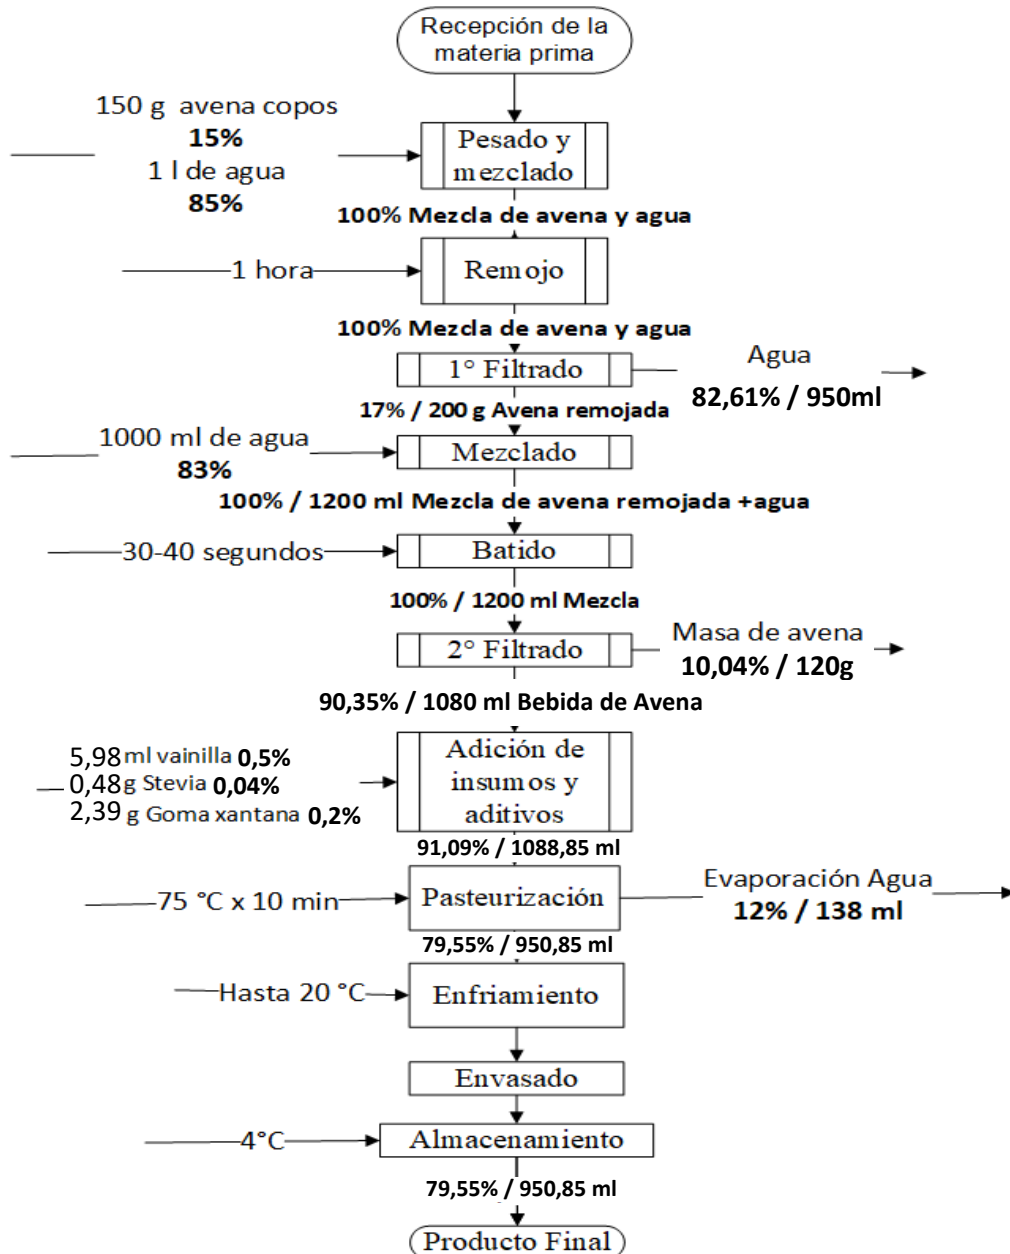 Recepción de la
materia prima
150 g avena copos
15%
1 l de agua
85%
Pesado y
mezclado
100% Mezcla de avena y agua
1 hora
Remojo
100% Mezcla de avena y agua
1° Filtrado
Agua
82,61% / 950ml
17% / 200 g Avena remojada
1000 ml de agua
83%
Mezclado
100% / 1200 ml Mezcla de avena remojada +agua
30-40 segundos
Batido
100% / 1200 ml Mezcla
2° Filtrado
Masa de avena
10,04% / 120g
90,35% / 1080 ml Bebida de Avena
5,98 ml vainilla 0,5%
0,48 g Stevia 0,04%
2,39 g Goma xantana 0,2%
Adición de
insumos y
aditivos
91,09% / 1088,85 ml
75 °C x 10 min
Pasteurización
Evaporación Agua
12% / 138 ml
79,55% / 950,85 ml
Hasta 20 °C
Enfriamiento
Envasado
4°C
Almacenamiento
79,55% / 950,85 ml
Producto Final